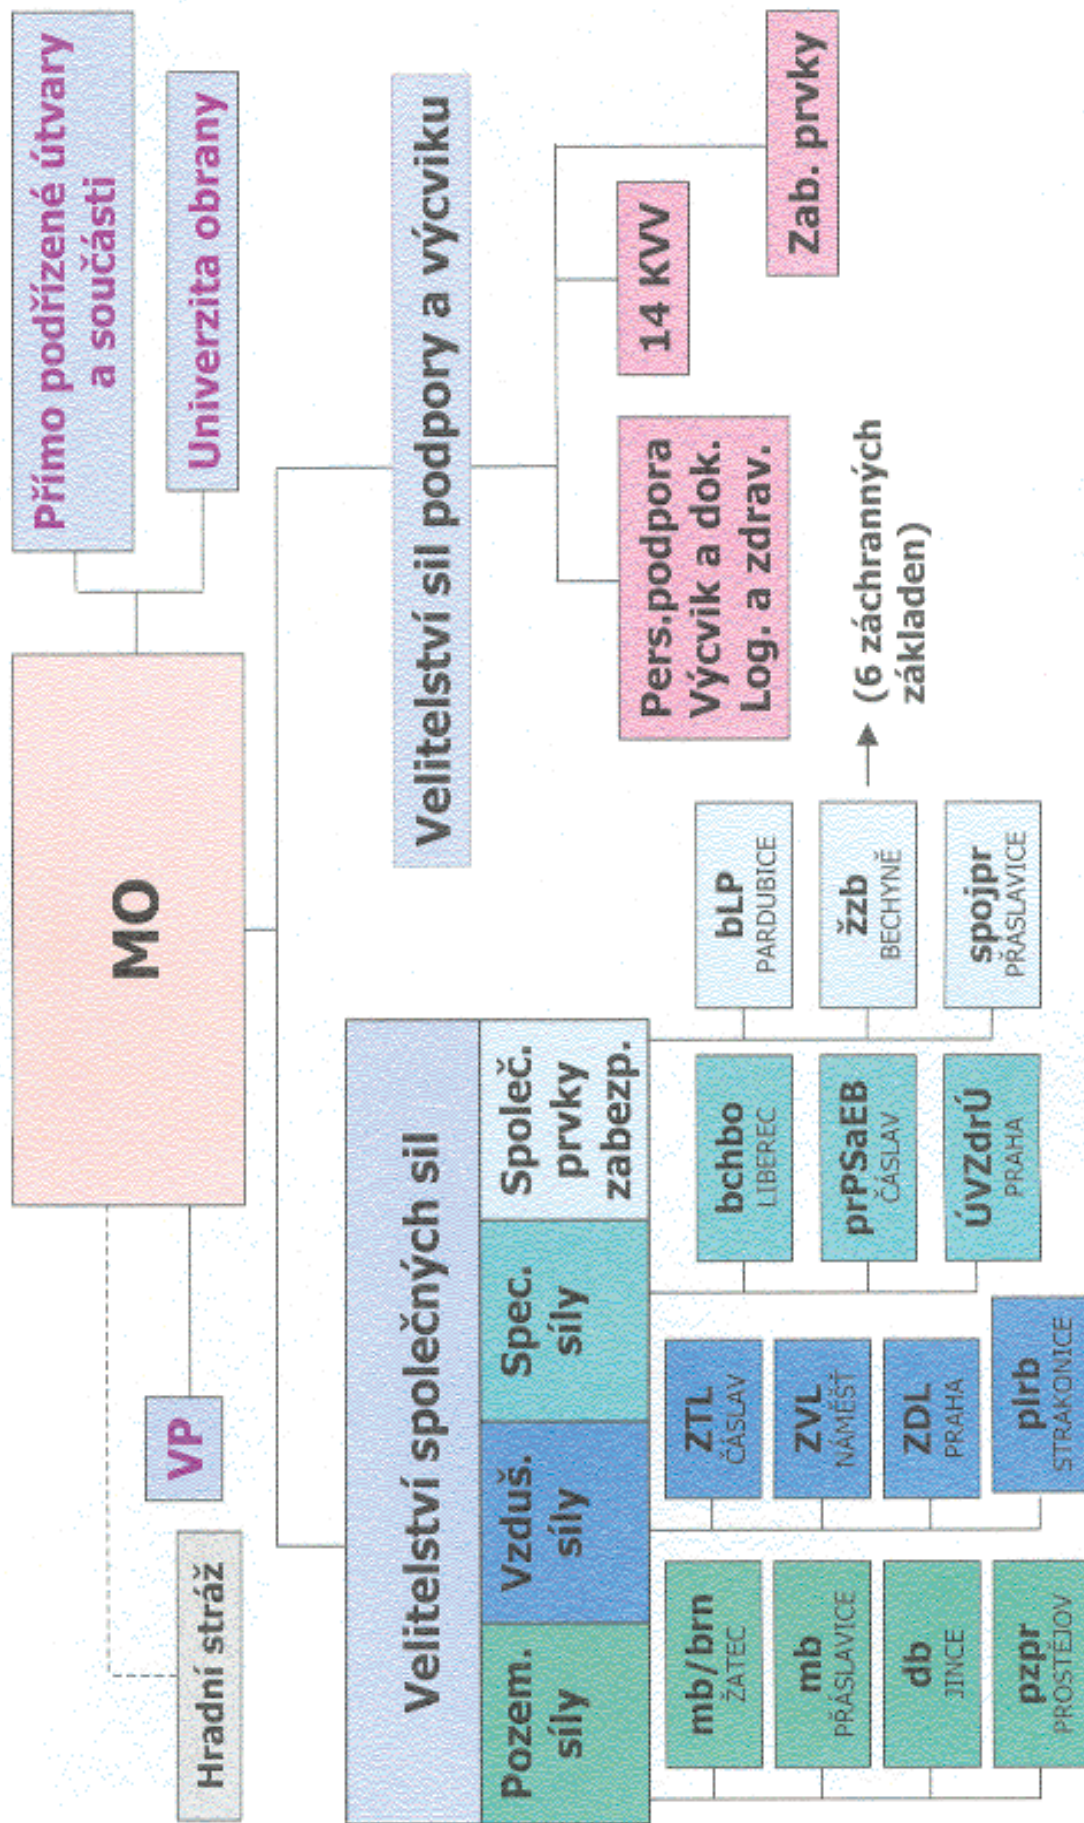 MO
Přímo podřízené útvary
a součásti
Univerzita obrany
Hradní stráž
VP
Velitelství společných sil
Pozem.
síly
Vzduš.
síly
Spec.
síly
Společ.
prvky
zabezp.
mb/brn
ŽATEC
mb
PŘÁSLAVICE
db
JINCE
pzpr
PROSTĚJOV
ZTL
ČÁSLAV
ZVL
NÁMĚŠŤ
ZDL
PRAHA
plrb
STRAKONICE
bchbo
LIBEREC
prPSaEB
ČÁSLAV
ÚVZdrÚ
PRAHA
bLP
PARDUBICE
žzb
BECHYNĚ
spojpr
PŘÁSLAVICE
(6 záchranných
základen)
Velitelství sil podpory a výcviku
Pers.podpora
Výcvik a dok.
Log. a zdrav.
14 KVV
Zab. prvky